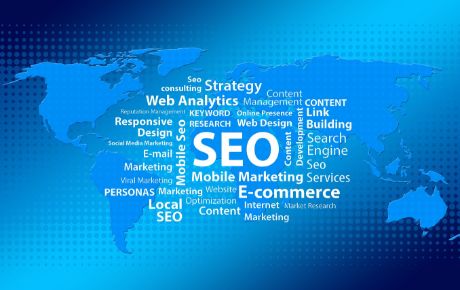 Seo
consulting
Strategy
Content
Web Analytics
Management
CONTENT
Reputation Management
KEYWORD
RESEARCH
Online Presence
Link
Building
Responsive
Design
Web Design
Social Media Marketing
Mobile Seo
SEO
Content
Development
Search
Engine
E-mail
Marketing
Seo
Services
Mobile Marketing
Viral Marketing
PERSONAS
Marketing
Website
Optimization
E-commerce
Local
SEO
Content
Internet
Marketing
Market Research